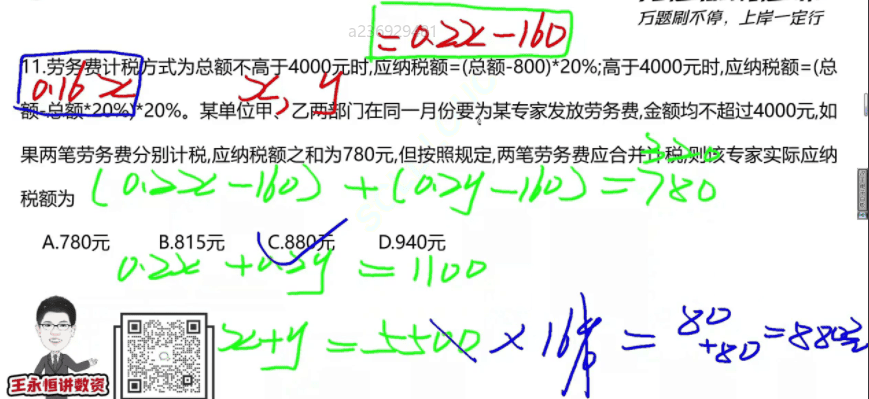 万题刷不停，上岸一定行
a236929401
=0.2x-160
11.劳务费计税方式为总额不高于4000元时,应纳税额=(总额-800)*20%;高于4000元时,应纳税额=(总
0.16x
x, y
额-总额*20%)*20%。某单位甲、乙两部门在同一月份要为某专家发放劳务费,金额均不超过4000元,如
果两笔劳务费分别计税,应纳税额之和为780元,但按照规定,两笔劳务费应合并计税,则该专家实际应纳
320
税额为
(0.2x-160)+(0.2y-160)=780
A.780元 B.815元 C.880元 D.940元
0.2x+0.2y=1100
x+y=5500×16%=80
+80=880元
王永恒讲数资